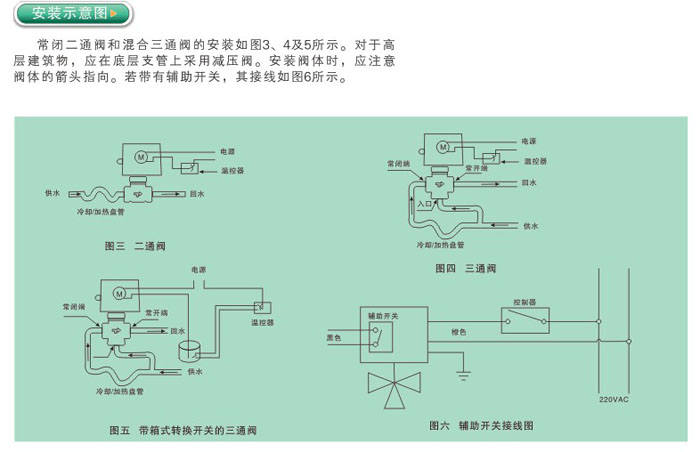 安装示意图
常闭二通阀和混合三通阀的安装如图3、4及5所示。对于高
层建筑物，应在底层支管上采用减压阀。安装阀体时，应注意
阀体的箭头指向。若带有辅助开关，其接线如图6所示。
M
电源
温控器
供水
回水
冷却/加热盘管
图三 二通阀
M
电源
温控器
常闭端
常开端
回水
入口
供水
冷却/加热盘管
图四 三通阀
电源
M
温控器
常闭端
常开端
回水
供水
冷却/加热盘管
图五 带箱式转换开关的三通阀
控制器
辅助开关
黑色
橙色
220VAC
图六 辅助开关接线图